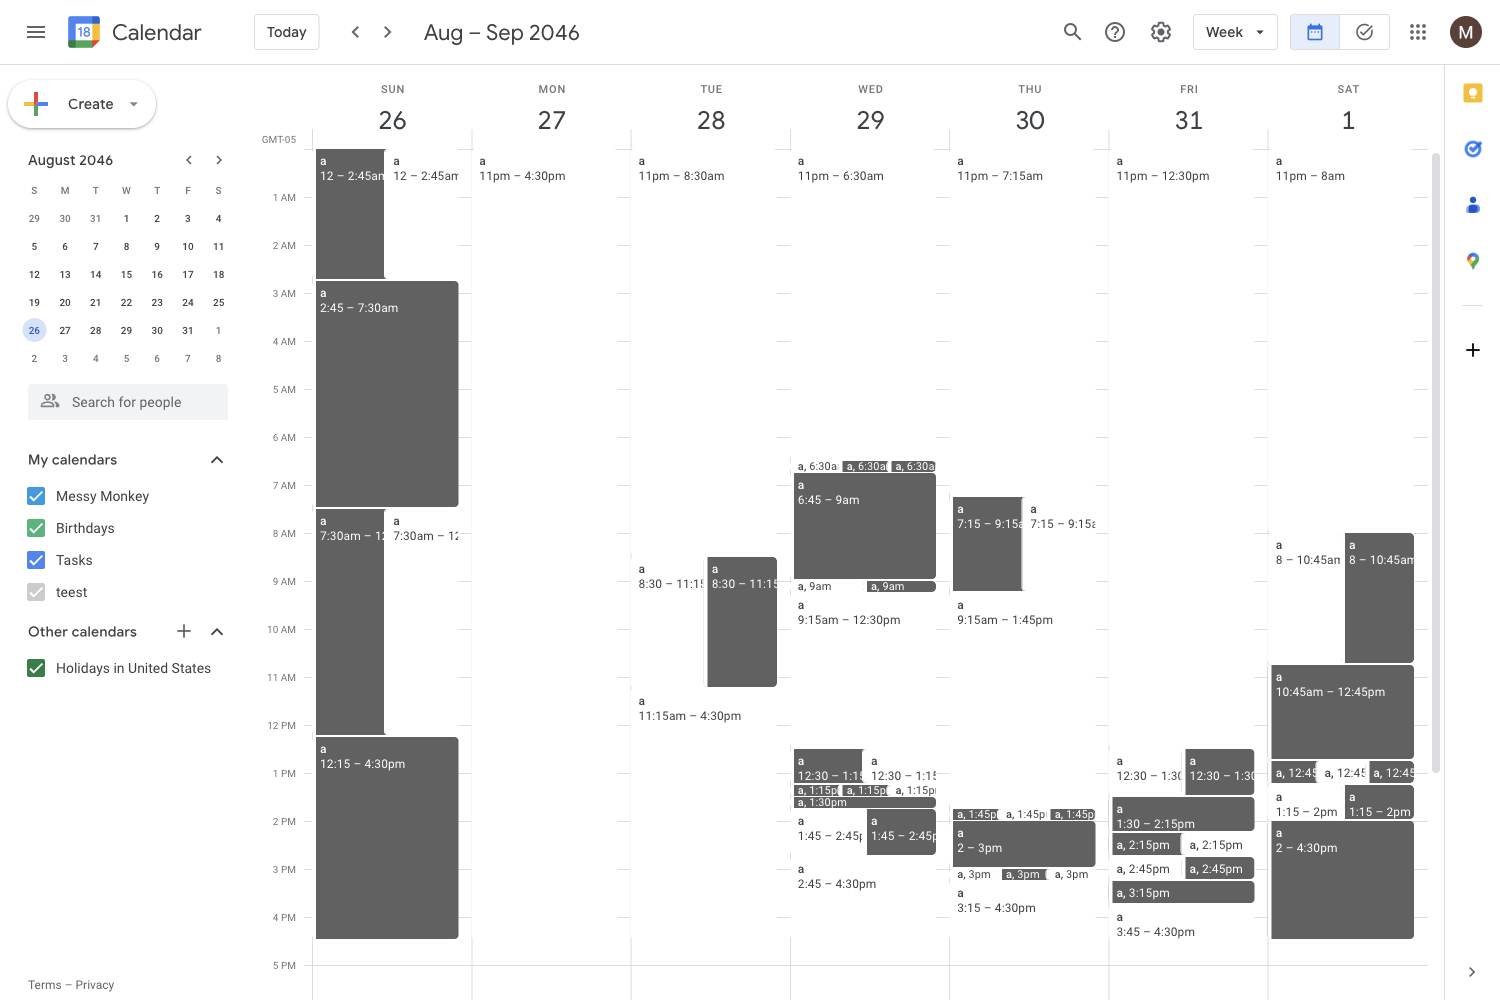 18 Calendar
Today
Aug – Sep 2046
Week
M
Create
August 2046
S M T W T F S
29 30 31 1 2 3 4
5 6 7 8 9 10 11
12 13 14 15 16 17 18
19 20 21 22 23 24 25
26 27 28 29 30 31 1
2 3 4 5 6 7 8
Search for people
My calendars
Messy Monkey
Birthdays
Tasks
teest
Other calendars
Holidays in United States
Terms – Privacy
SUN MON TUE WED THU FRI SAT
26 27 28 29 30 31 1
GMT-05
1 AM
2 AM
3 AM
4 AM
5 AM
6 AM
7 AM
8 AM
9 AM
10 AM
11 AM
12 PM
1 PM
2 PM
3 PM
4 PM
5 PM
a
12 – 2:45am
a
12 – 2:45am
a
2:45 – 7:30am
a
7:30am – 12
a
7:30am – 12
a
12:15 – 4:30pm
a
11pm – 4:30pm
a
11pm – 8:30am
a
8:30 – 11:15
a
8:30 – 11:15
a
11:15am – 4:30pm
a
11pm – 6:30am
a, 6:30a
a, 6:30a
a, 6:30a
a
6:45 – 9am
a, 9am
a, 9am
a
9:15am – 12:30pm
a
12:30 – 1:15
a
12:30 – 1:15
a, 1:15p
a, 1:15p
a, 1:15p
a, 1:30pm
a
1:45 – 2:45p
a
1:45 – 2:45p
a
2:45 – 4:30pm
a
11pm – 7:15am
a
7:15 – 9:15a
a
7:15 – 9:15a
a
9:15am – 1:45pm
a, 1:45p
a, 1:45p
a, 1:45p
a
2 – 3pm
a, 3pm
a, 3pm
a, 3pm
a
3:15 – 4:30pm
a
11pm – 12:30pm
a
12:30 – 1:30
a
12:30 – 1:30
a
1:30 – 2:15pm
a, 2:15pm
a, 2:15pm
a, 2:45pm
a, 2:45pm
a, 3:15pm
a
3:45 – 4:30pm
a
11pm – 8am
a
8 – 10:45am
a
8 – 10:45am
a
10:45am – 12:45pm
a, 12:45
a, 12:45
a, 12:45
a
1:15 – 2pm
a
1:15 – 2pm
a
2 – 4:30pm